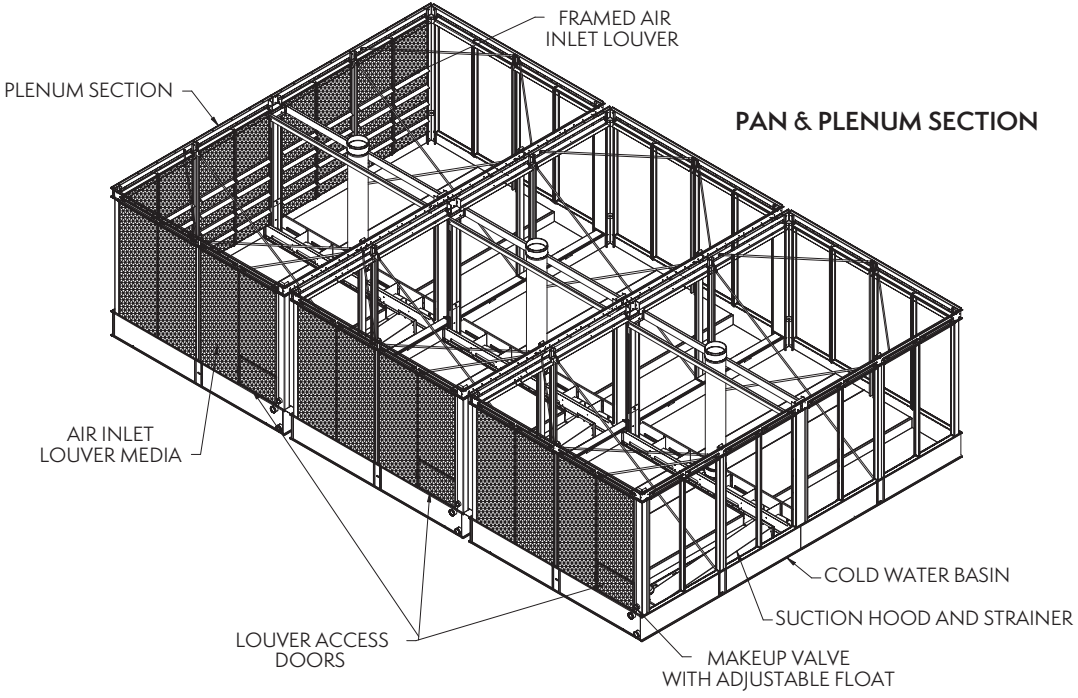 FRAMED AIR
INLET LOUVER
PLENUM SECTION
PAN & PLENUM SECTION
AIR INLET
LOUVER MEDIA
COLD WATER BASIN
SUCTION HOOD AND STRAINER
LOUVER ACCESS
DOORS
MAKEUP VALVE
WITH ADJUSTABLE FLOAT